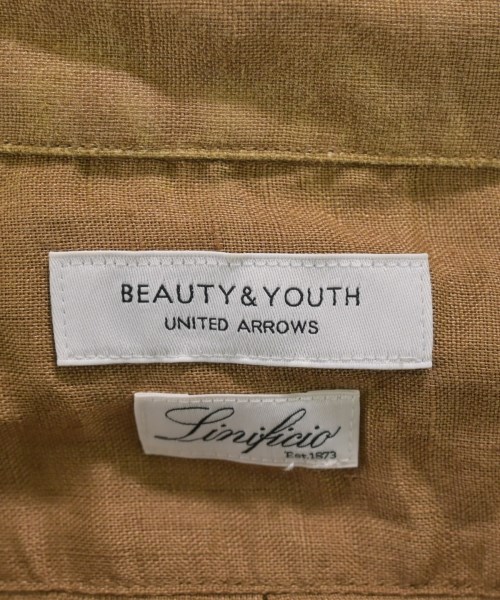 BEAUTY&YOUTH
UNITED ARROWS
Linificio
Est.1873